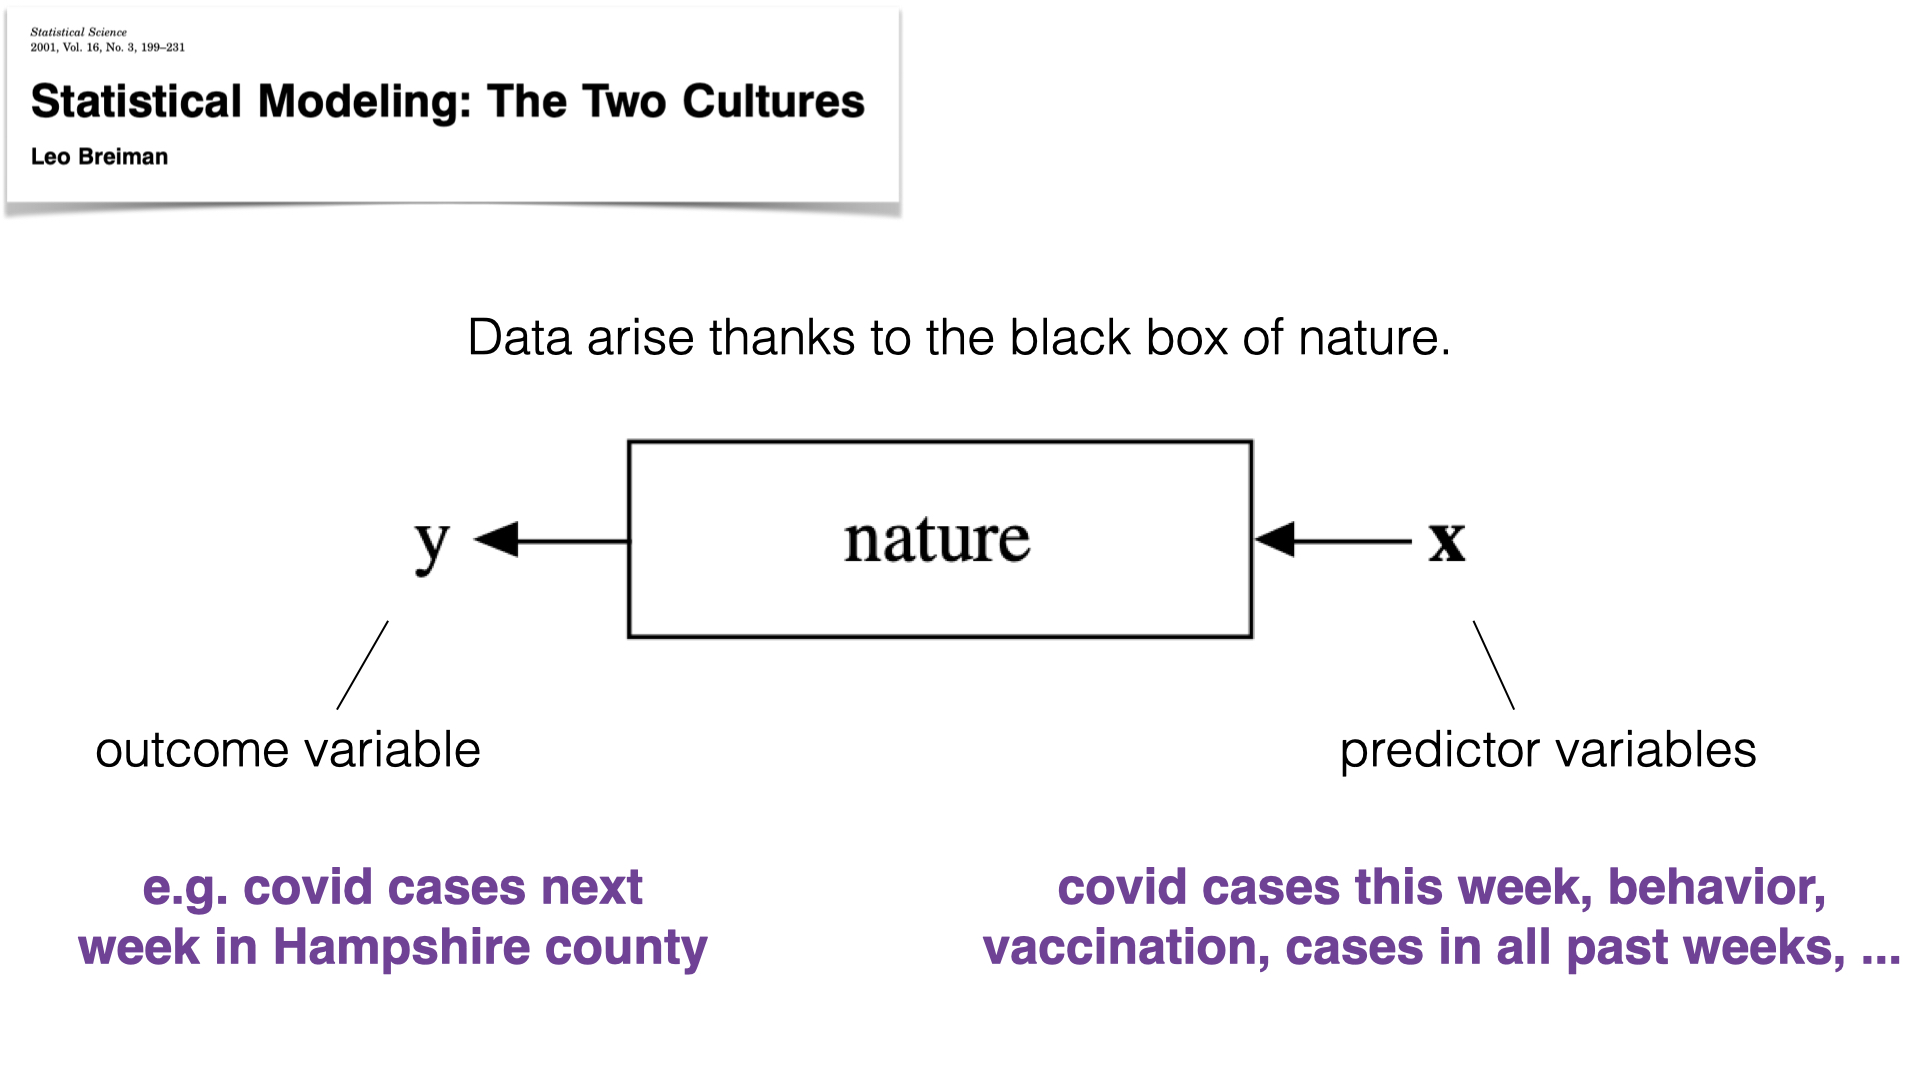 Statistical Science
2001, Vol. 16, No. 3, 199–231
Statistical Modeling: The Two Cultures
Leo Breiman
Data arise thanks to the black box of nature.
y
nature
x
outcome variable
predictor variables
e.g. covid cases next
week in Hampshire county
covid cases this week, behavior,
vaccination, cases in all past weeks, ...